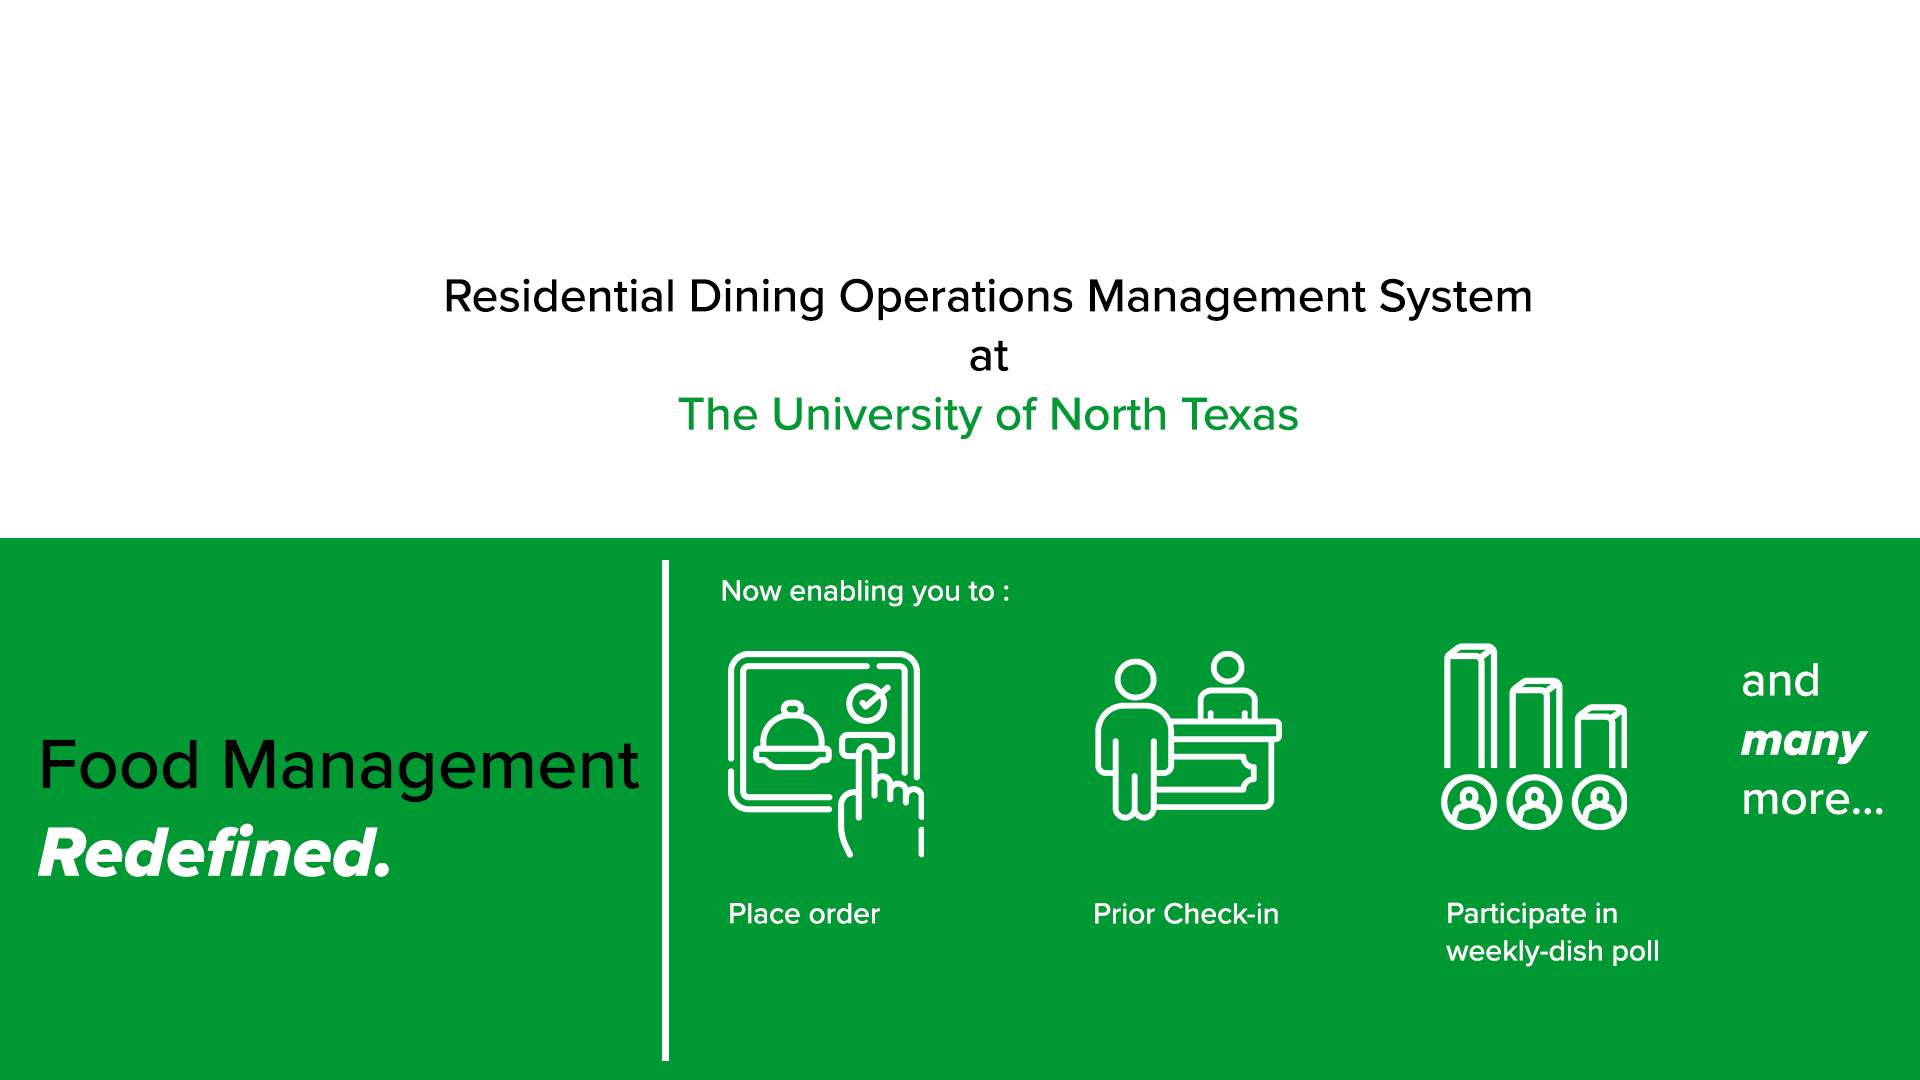 Residential Dining Operations Management System
at
The University of North Texas
Food Management
Redefined.
Now enabling you to :
Place order
Prior Check-in
Participate in
weekly-dish poll
and
many
more...